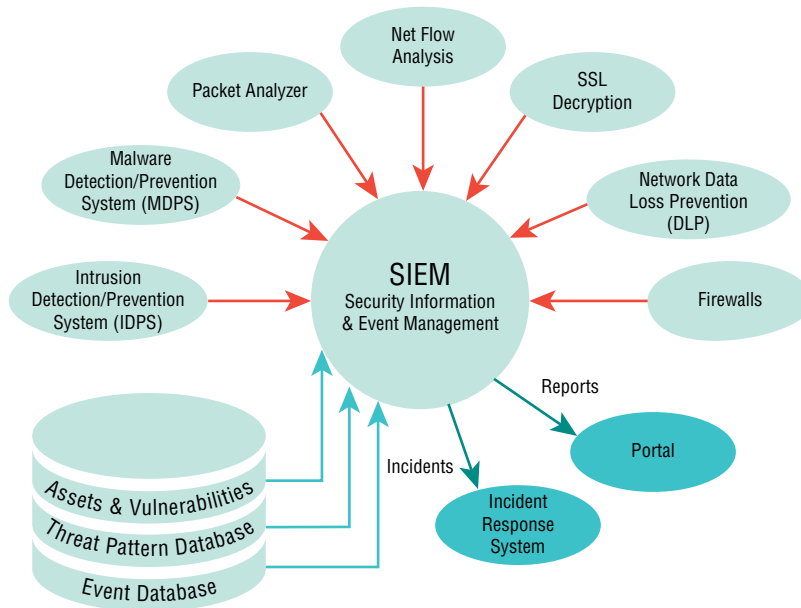 Net Flow
Analysis
Packet Analyzer
SSL
Decryption
Malware
Detection/Prevention
System (MDPS)
Network Data
Loss Prevention
(DLP)
Intrusion
Detection/Prevention
System (IDPS)
SIEM
Security Information
& Event Management
Firewalls
Reports
Portal
Incidents
Incident
Response
System
Assets & Vulnerabilities
Threat Pattern Database
Event Database